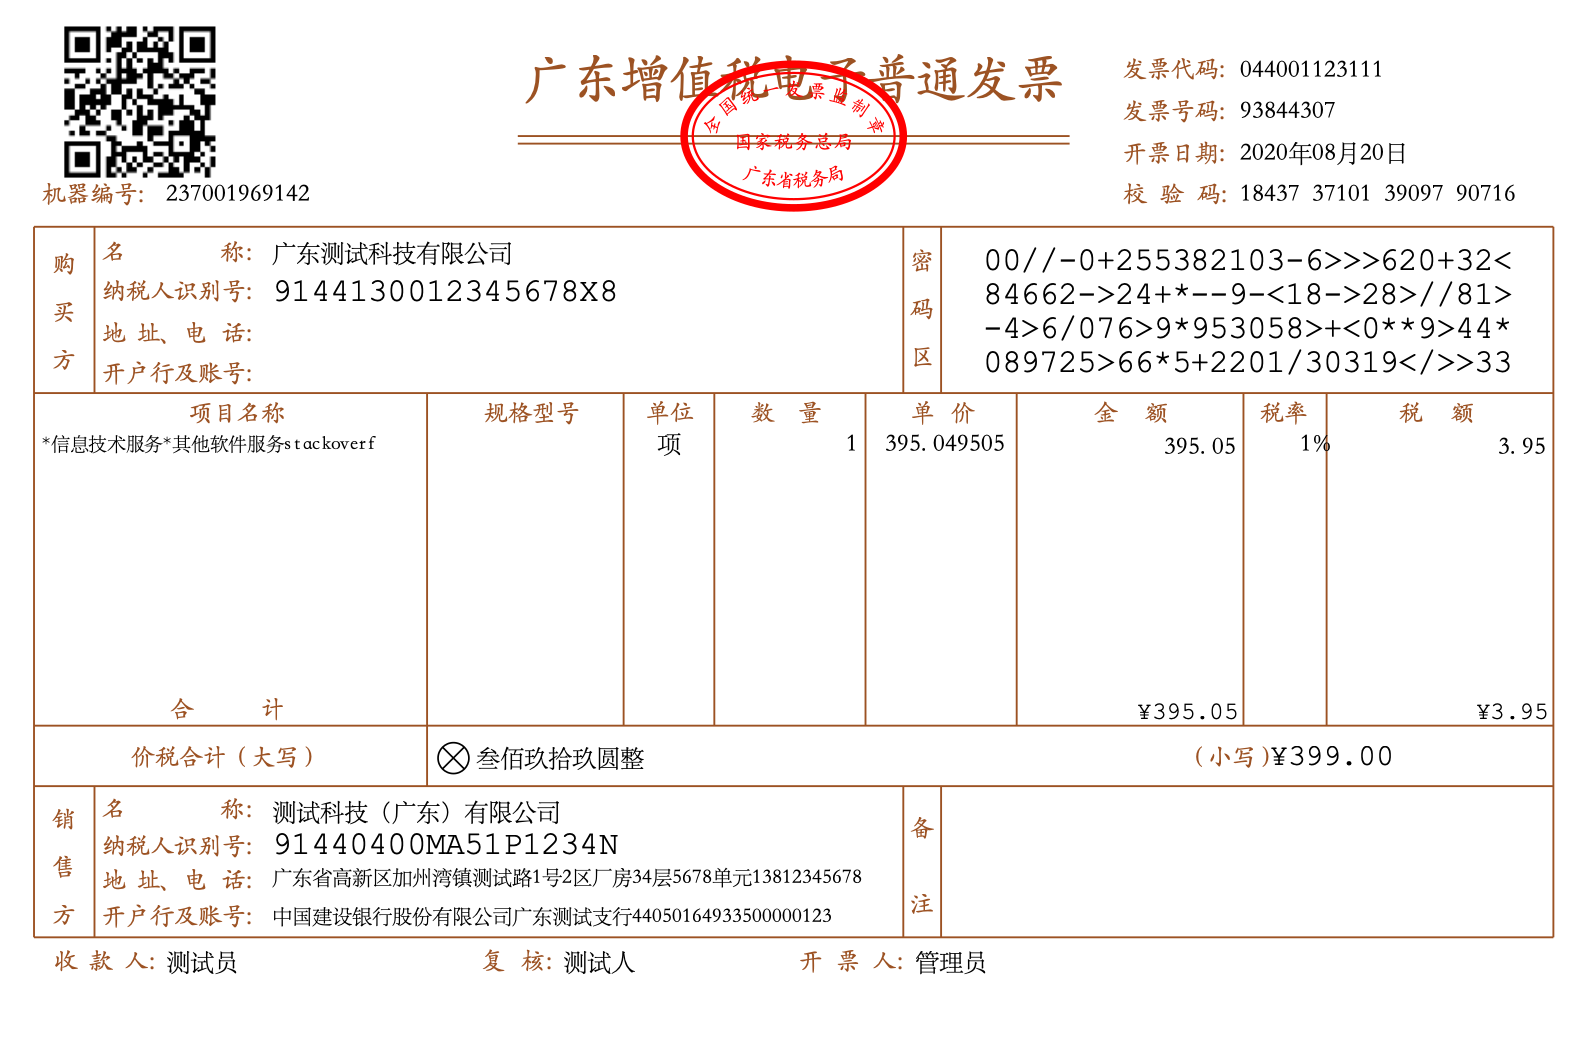 广东增值税电子普通发票
全国统一发票监制章
国家税务总局
广东省税务局
发票代码: 044001123111
发票号码: 93844307
开票日期: 2020年08月20日
校 验 码: 18437 37101 39097 90716
机器编号: 237001969142
购买方
名 称: 广东测试科技有限公司
纳税人识别号: 9144130012345678X8
地 址、电 话:
开户行及账号:
密码区
00//-0+255382103-6>>>620+32<
84662->24+*--9-<18->28>//81>
-4>6/076>9*953058>+<0**9>44*
089725>66*5+2201/30319</>>33
项目名称 规格型号 单位 数 量 单 价 金 额 税率 税 额
*信息技术服务*其他软件服务stackoverf 项 1 395.049505 395.05 1% 3.95
合 计 ¥395.05 ¥3.95
价税合计（大写） 叁佰玖拾玖圆整 （小写）¥399.00
销售方
名 称: 测试科技（广东）有限公司
纳税人识别号: 91440400MA51P1234N
地 址、电 话: 广东省高新区加州湾镇测试路1号2区厂房34层5678单元13812345678
开户行及账号: 中国建设银行股份有限公司广东测试支行44050164933500000123
备注
收 款 人: 测试员 复 核: 测试人 开 票 人: 管理员